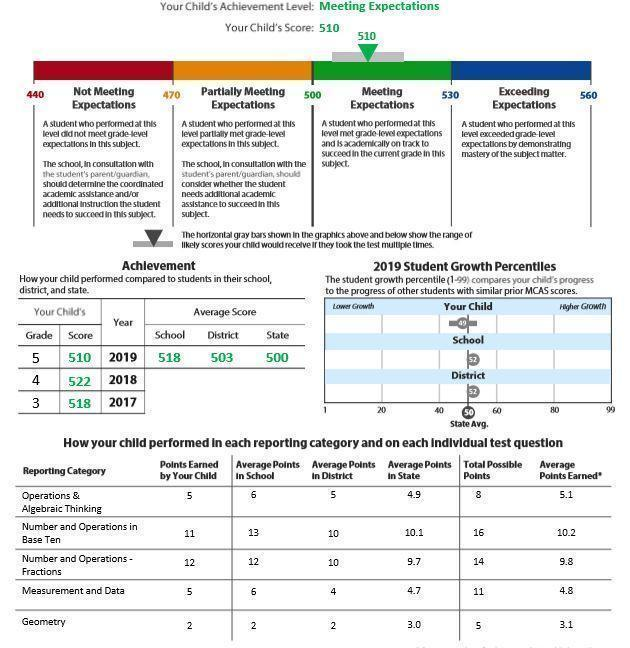 Your Child's Achievement Level: Meeting Expectations
Your Child's Score: 510
510
440 470 500 530 560
Not Meeting Expectations
A student who performed at this
level did not meet grade-level
expectations in this subject.
The school, in consultation with
the student's parent/guardian,
should determine the coordinated
academic assistance and/or
additional instruction the student
needs to succeed in this subject.
Partially Meeting Expectations
A student who performed at this
level partially met grade-level
expectations in this subject.
The school, in consultation with the
student's parent/guardian, should
consider whether the student
needs additional academic
assistance to succeed in this
subject.
Meeting Expectations
A student who performed at this
level met grade-level expectations
and is academically on track to
succeed in the current grade in this
subject.
Exceeding Expectations
A student who performed at this
level exceeded grade-level
expectations by demonstrating
mastery of the subject matter.
The horizontal gray bars shown in the graphics above and below show the range of
likely scores your child would receive if they took the test multiple times.
Achievement
How your child performed compared to students in their school,
district, and state.
Your Child's Year Average Score
Grade Score School District State
5 510 2019 518 503 500
4 522 2018
3 518 2017
2019 Student Growth Percentiles
The student growth percentile (1-99) compares your child's progress
to the progress of other students with similar prior MCAS scores.
Lower Growth Your Child Higher Growth
49
School
52
District
52
1 20 40 50 60 80 99
State Avg.
How your child performed in each reporting category and on each individual test question
Reporting Category Points Earned by Your Child Average Points in School Average Points in District Average Points in State Total Possible Points Average Points Earned*
Operations & Algebraic Thinking 5 6 5 4.9 8 5.1
Number and Operations in Base Ten 11 13 10 10.1 16 10.2
Number and Operations - Fractions 12 12 10 9.7 14 9.8
Measurement and Data 5 6 4 4.7 11 4.8
Geometry 2 2 2 3.0 5 3.1